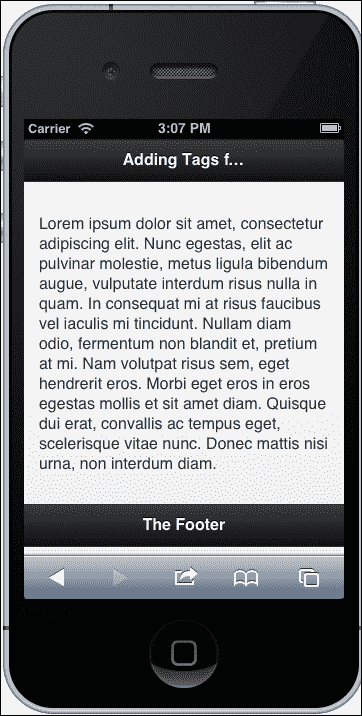 Carrier
3:07 PM
Adding Tags f...
Lorem ipsum dolor sit amet, consectetur
adipiscing elit. Nunc egestas, elit ac
pulvinar molestie, metus ligula bibendum
augue, vulputate interdum risus nulla in
quam. In consequat mi at risus faucibus
vel iaculis mi tincidunt. Nullam diam
odio, fermentum non blandit et, pretium
at mi. Nam volutpat risus sem, eget
hendrerit eros. Morbi eget eros in eros
egestas mollis et sit amet diam. Quisque
dui erat, convallis ac tempus eget,
scelerisque vitae nunc. Donec mattis nisi
urna, non interdum diam.
The Footer